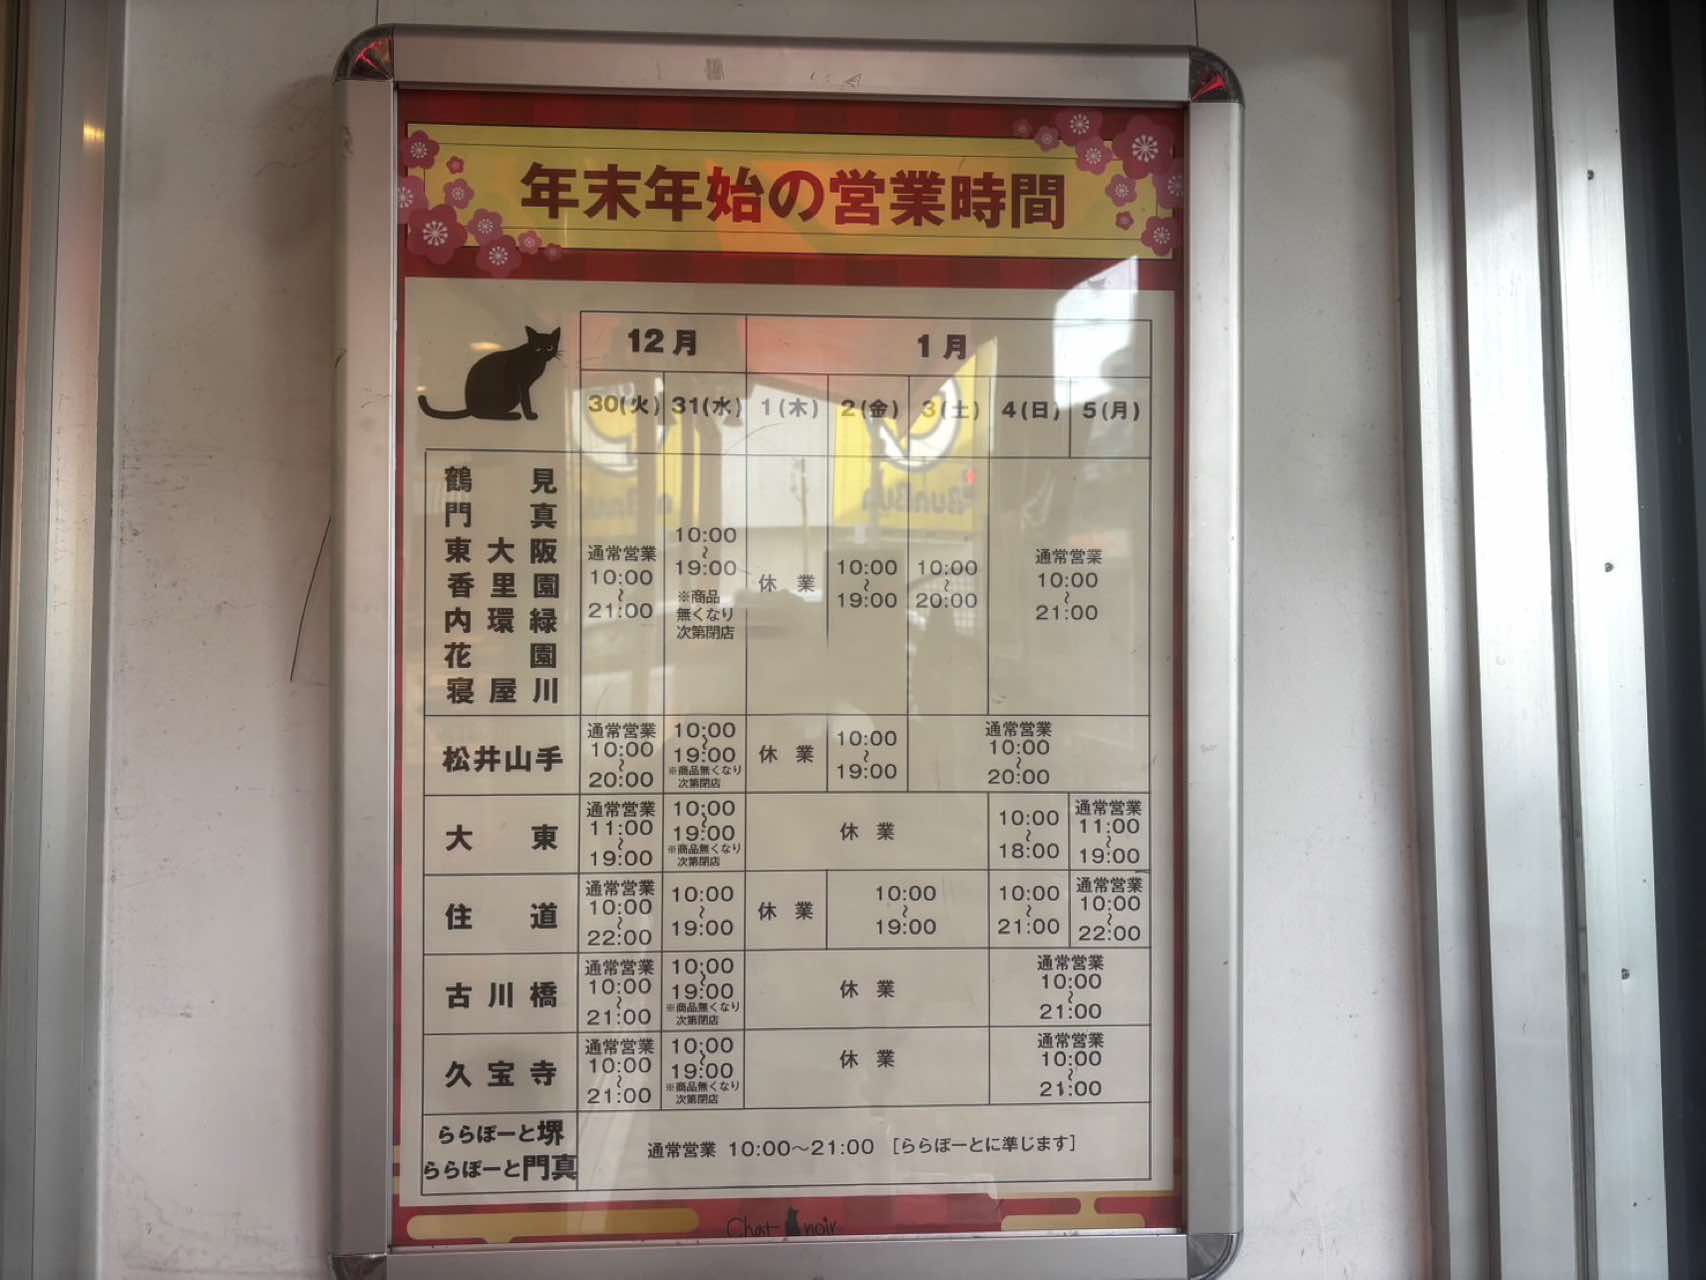 年末年始の営業時間
12月 1月
30(火) 31(水) 1(木) 2(金) 3(土) 4(日) 5(月)
鶴見
門真
東大阪
香里園
内環緑
花園
寝屋川
通常営業
10:00
～
21:00
10:00
～
19:00
※商品
無くなり
次第閉店
休業
10:00
～
19:00
10:00
～
20:00
通常営業
10:00
～
21:00
松井山手
通常営業
10:00
～
20:00
10:00
～
19:00
※商品無くなり
次第閉店
休業
10:00
～
19:00
通常営業
10:00
～
20:00
大東
通常営業
11:00
～
19:00
10:00
～
19:00
※商品無くなり
次第閉店
休業
10:00
～
18:00
通常営業
11:00
～
19:00
住道
通常営業
10:00
～
22:00
10:00
～
19:00
休業
10:00
～
19:00
10:00
～
21:00
通常営業
10:00
～
22:00
古川橋
通常営業
10:00
～
21:00
10:00
～
19:00
※商品無くなり
次第閉店
休業
通常営業
10:00
～
21:00
久宝寺
通常営業
10:00
～
21:00
10:00
～
19:00
※商品無くなり
次第閉店
休業
通常営業
10:00
～
21:00
ららぽーと堺
ららぽーと門真
通常営業 10:00～21:00 [ららぽーとに準じます]
Chat noir